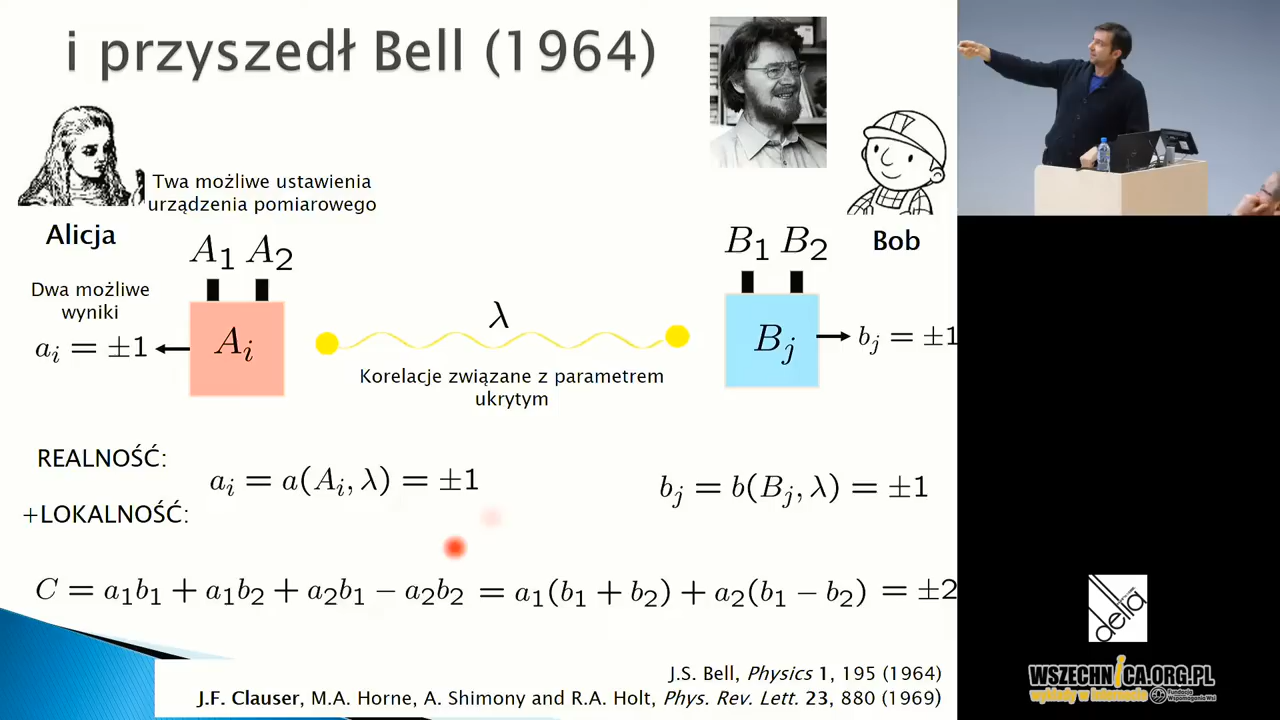 i przyszedł Bell (1964)
Twa możliwe ustawienia
urządzenia pomiarowego
Alicja
A₁ A₂
B₁ B₂
Bob
Dwa możliwe
wyniki
aᵢ = ±1
Aᵢ
λ
Bⱼ
bⱼ = ±1
Korelacje związane z parametrem
ukrytym
REALNOŚĆ:
aᵢ = a(Aᵢ, λ) = ±1
bⱼ = b(Bⱼ, λ) = ±1
+LOKALNOŚĆ:
C = a₁b₁ + a₁b₂ + a₂b₁ − a₂b₂ = a₁(b₁ + b₂) + a₂(b₁ − b₂) = ±2
J.S. Bell, Physics 1, 195 (1964)
J.F. Clauser, M.A. Horne, A. Shimony and R.A. Holt, Phys. Rev. Lett. 23, 880 (1969)
delta
WSZECHNICA.ORG.PL
wykłady w internecie